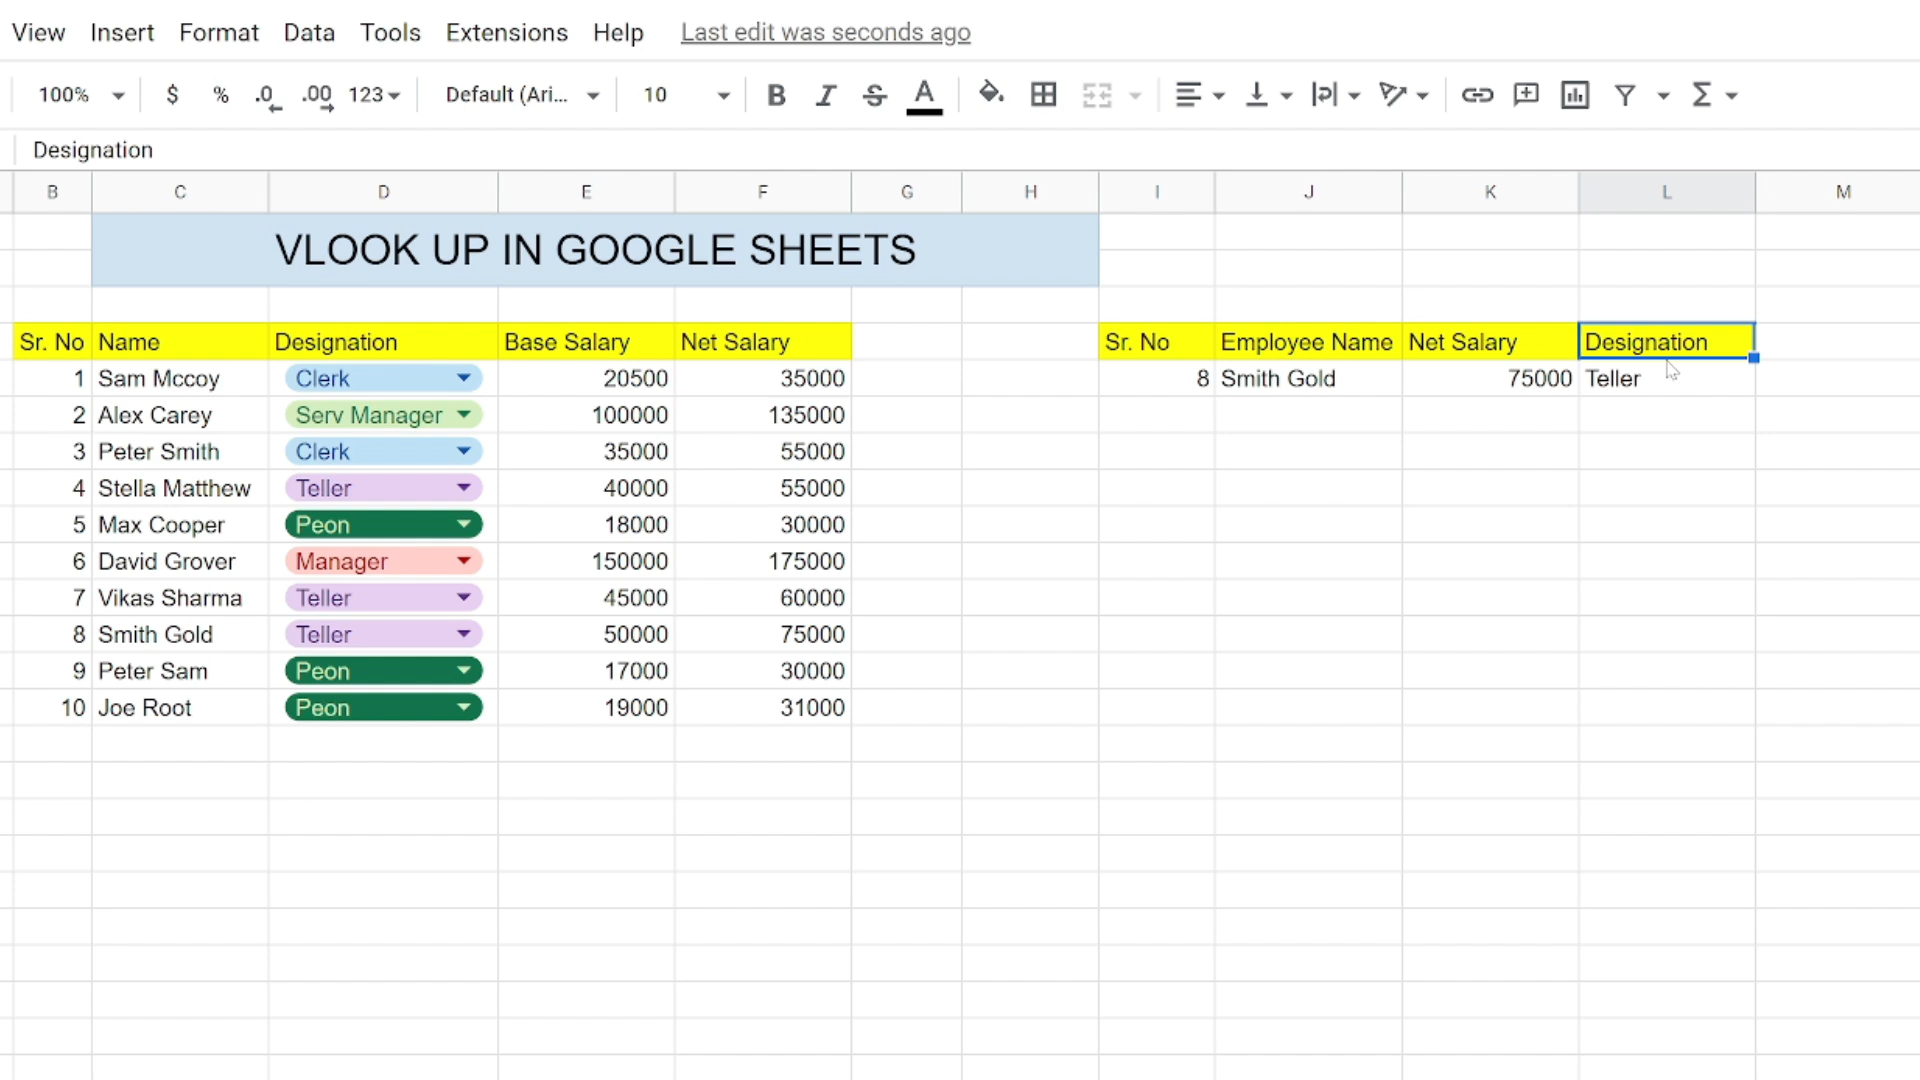 View Insert Format Data Tools Extensions Help Last edit was seconds ago
100% $ % .0 .00 123 Default (Ari... 10 B I S A Σ
Designation
B C D E F G H I J K L M
VLOOK UP IN GOOGLE SHEETS
Sr. No Name Designation Base Salary Net Salary Sr. No Employee Name Net Salary Designation
1 Sam Mccoy Clerk 20500 35000 8 Smith Gold 75000 Teller
2 Alex Carey Serv Manager 100000 135000
3 Peter Smith Clerk 35000 55000
4 Stella Matthew Teller 40000 55000
5 Max Cooper Peon 18000 30000
6 David Grover Manager 150000 175000
7 Vikas Sharma Teller 45000 60000
8 Smith Gold Teller 50000 75000
9 Peter Sam Peon 17000 30000
10 Joe Root Peon 19000 31000